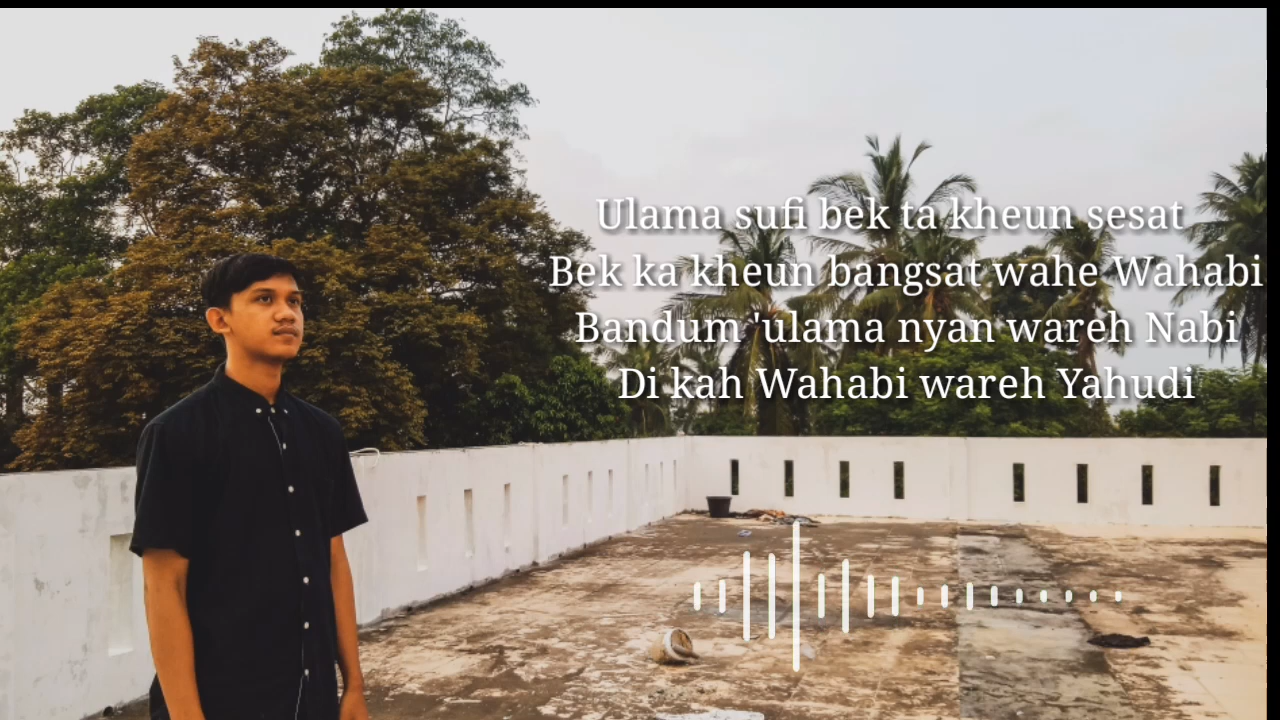 Ulama sufi bek ta kheun sesat
Bek ka kheun bangsat wahe Wahabi
Bandum 'ulama nyan wareh Nabi
Di kah Wahabi wareh Yahudi